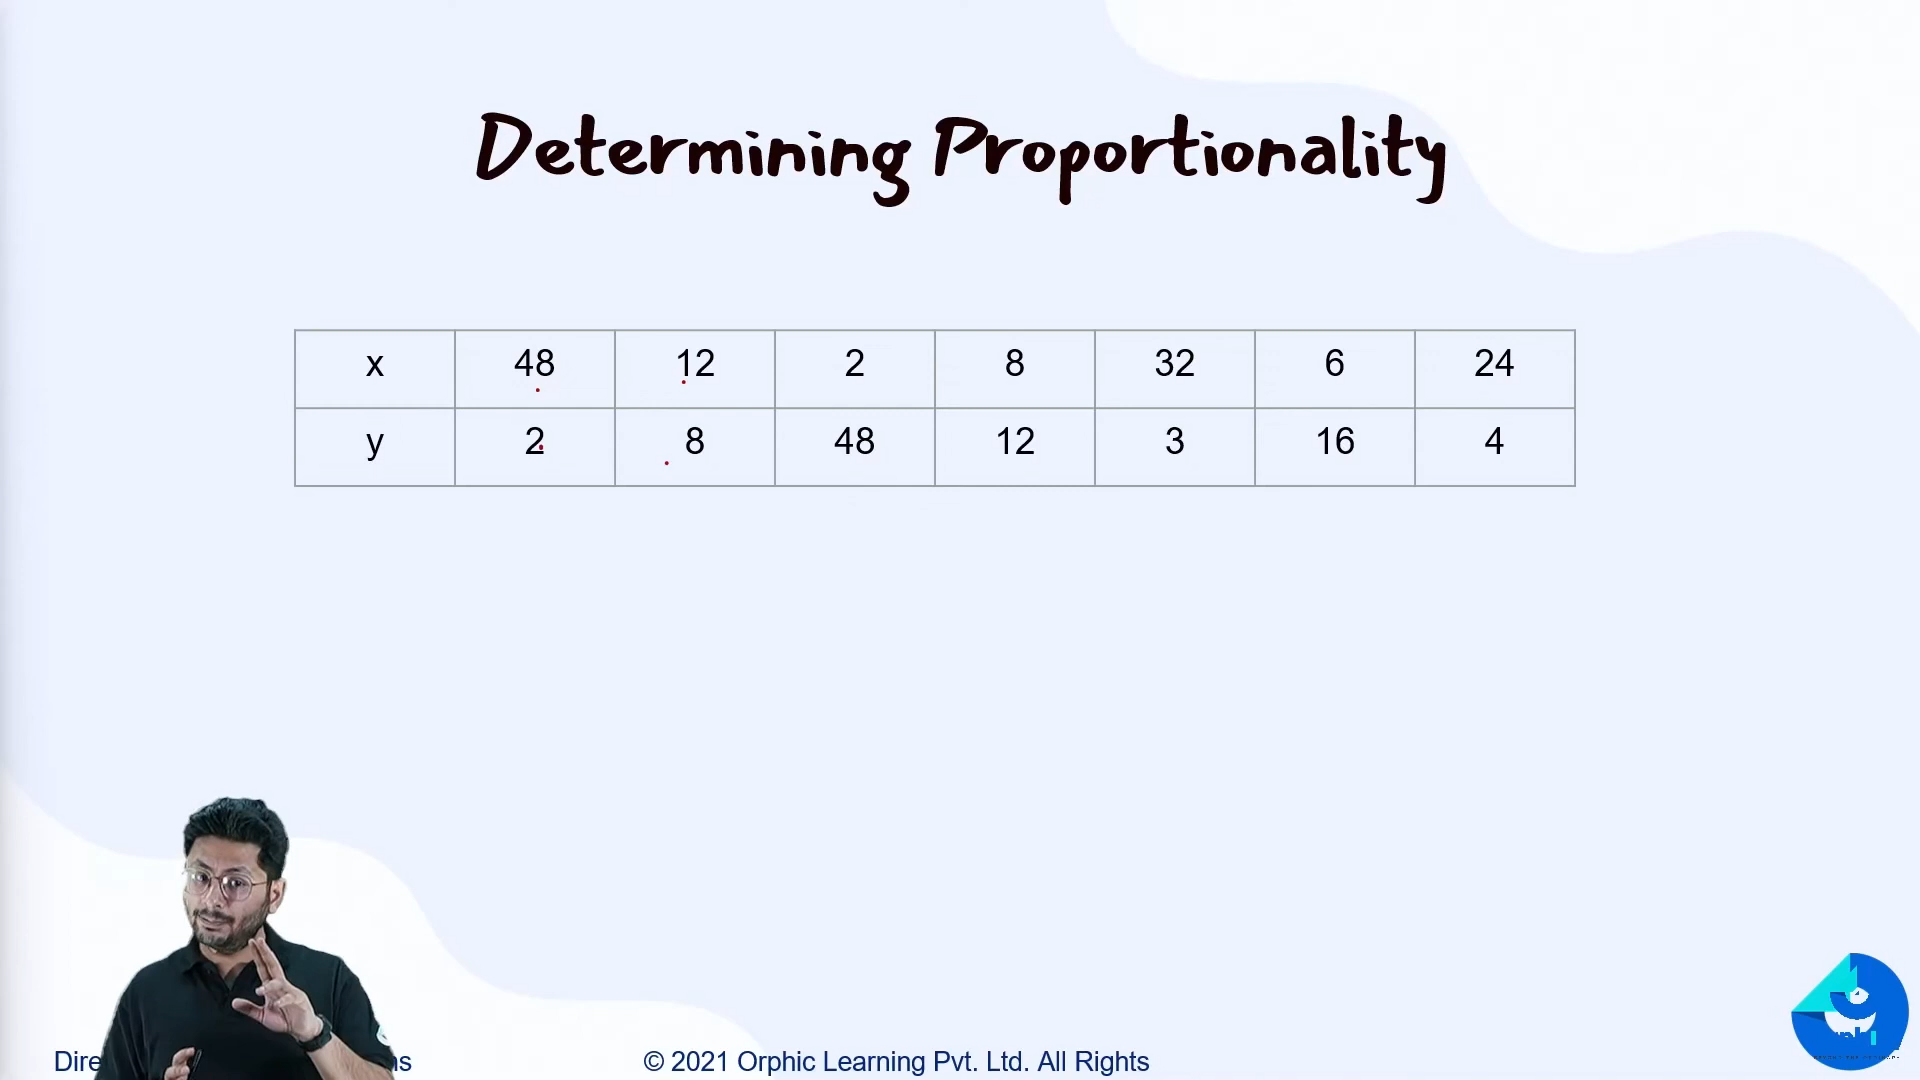 Determining Proportionality
x 48 12 2 8 32 6 24
y 2 8 48 12 3 16 4
© 2021 Orphic Learning Pvt. Ltd. All Rights